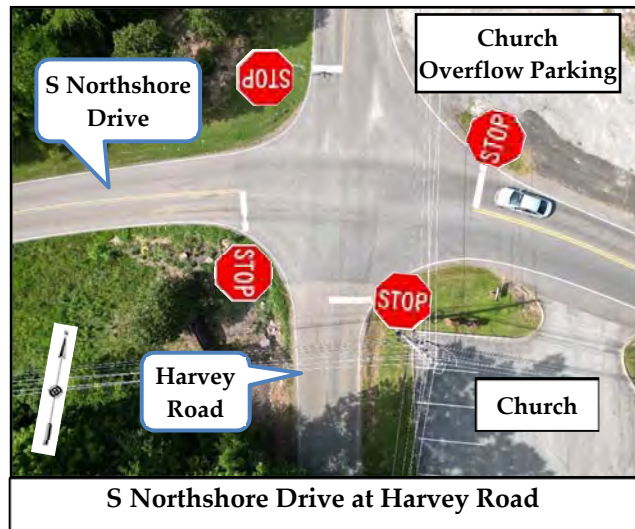 S Northshore
Drive
STOP
Church
Overflow Parking
STOP
STOP
STOP
Harvey
Road
Church
S Northshore Drive at Harvey Road